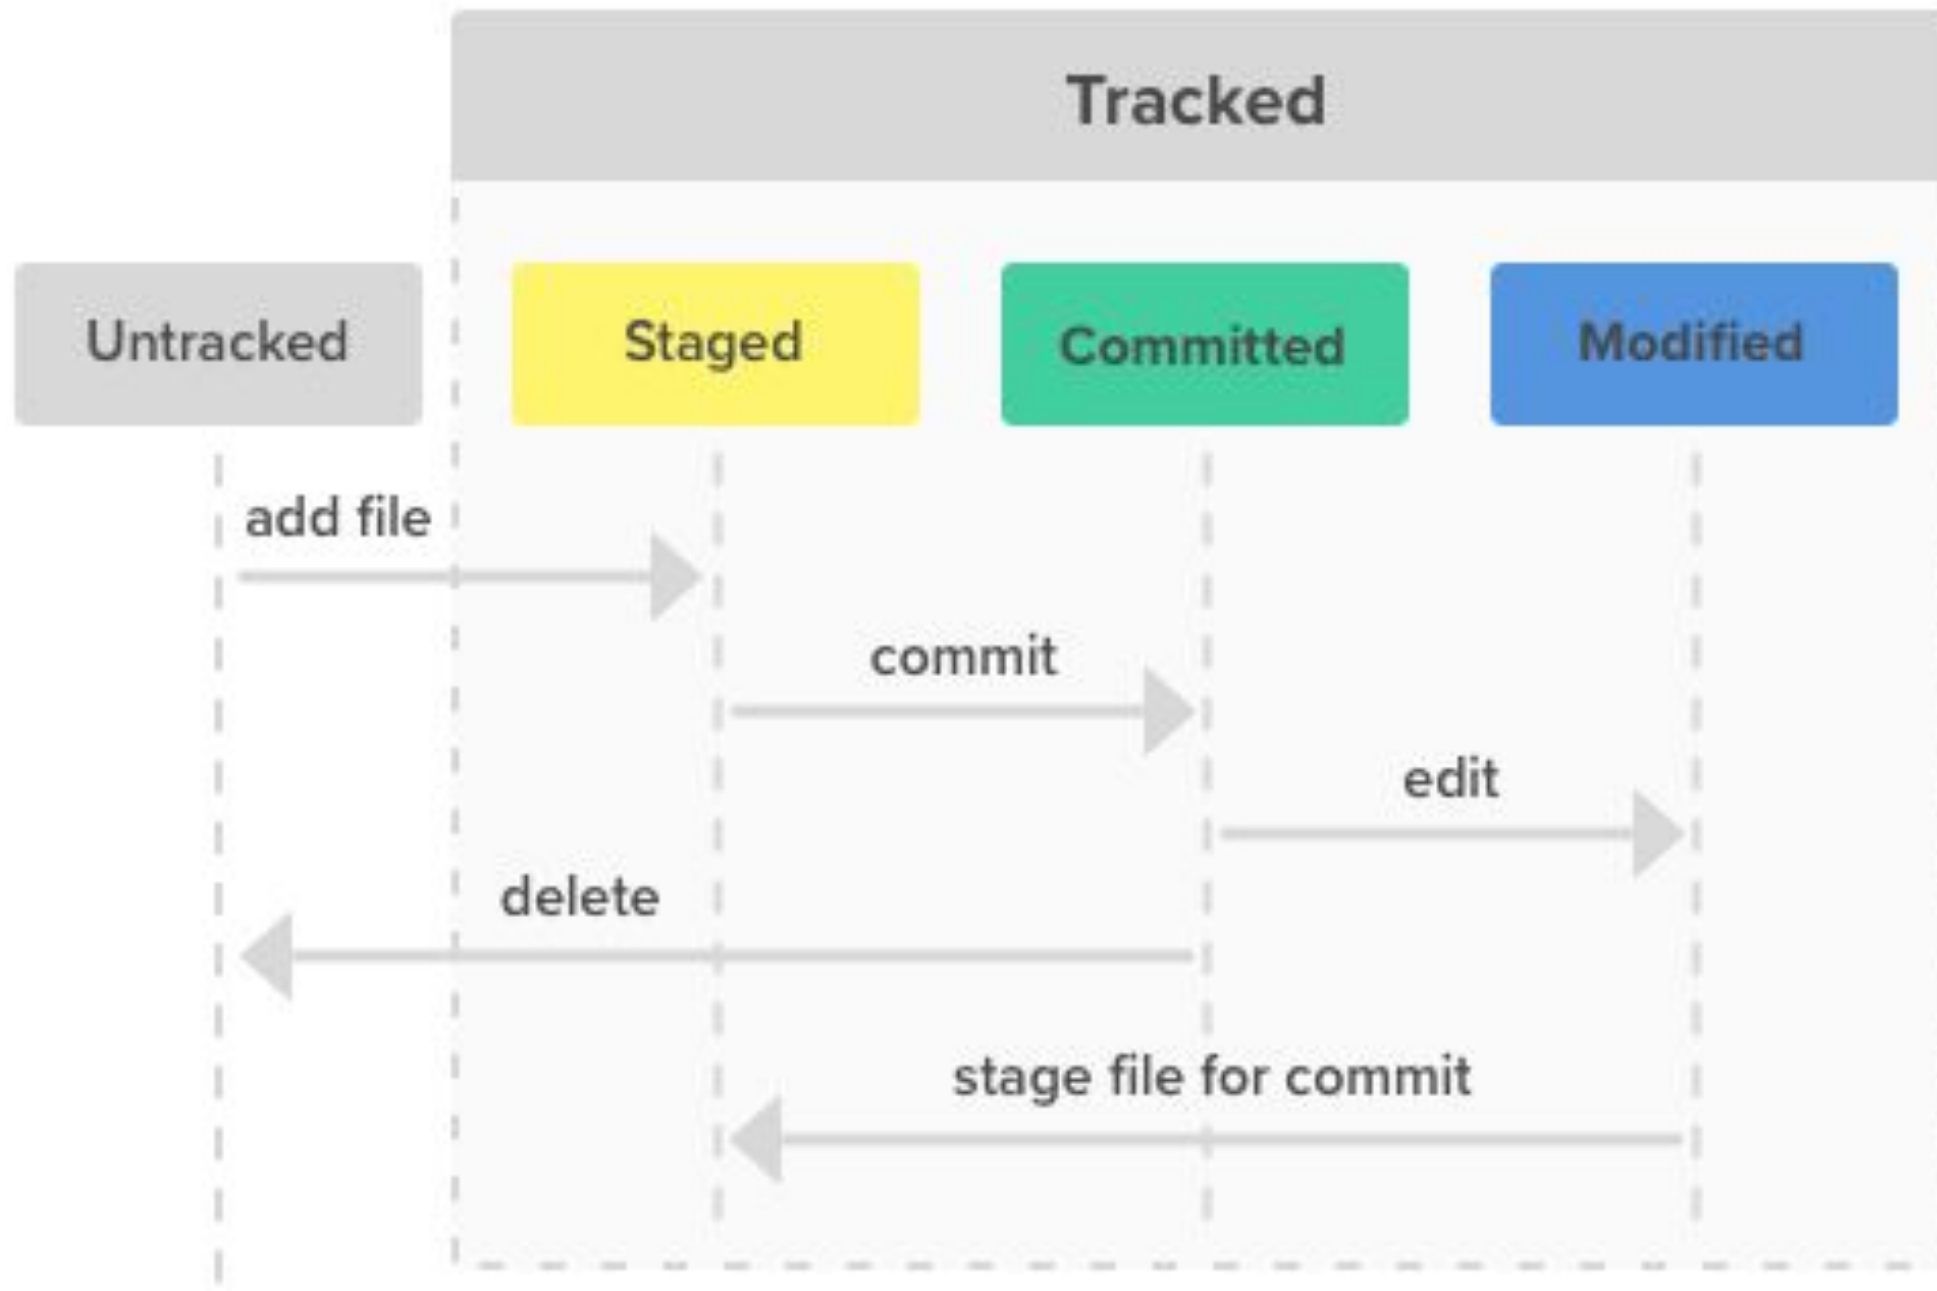 Tracked
Untracked
Staged
Committed
Modified
add file
commit
edit
delete
stage file for commit